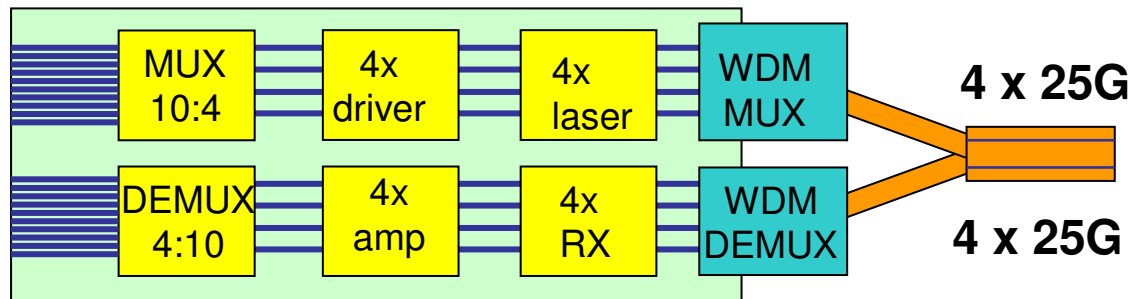 MUX
10:4
4x
driver
4x
laser
WDM
MUX
4 x 25G
DEMUX
4:10
4x
amp
4x
RX
WDM
DEMUX
4 x 25G